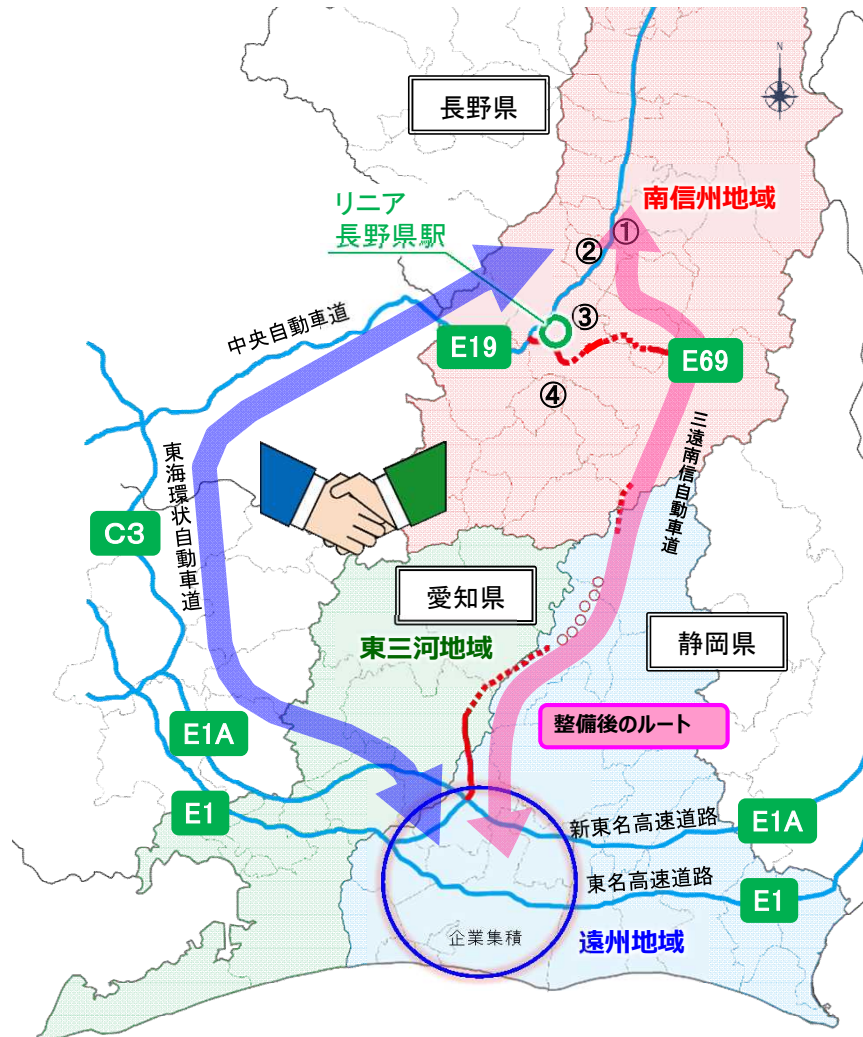 N
長野県
南信州地域
リニア
長野県駅
①
②
③
④
中央自動車道
E19
E69
三遠南信自動車道
東海環状自動車道
C3
愛知県
東三河地域
静岡県
整備後のルート
E1A
E1
新東名高速道路
E1A
東名高速道路
E1
企業集積
遠州地域